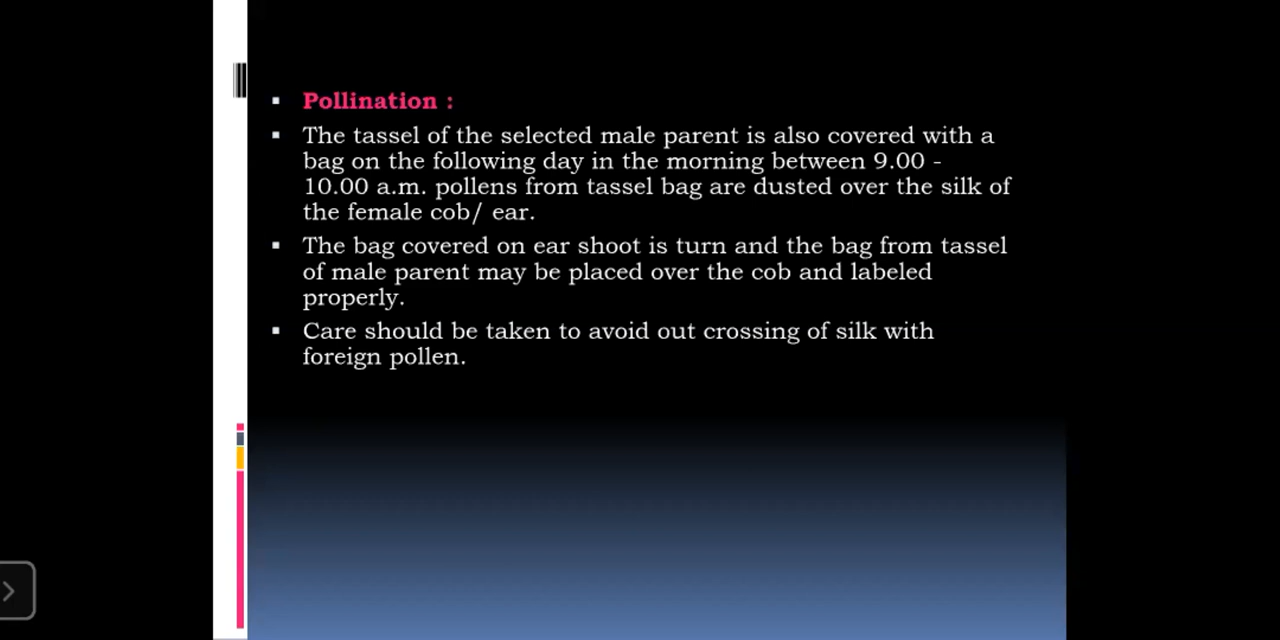 Pollination :
The tassel of the selected male parent is also covered with a
bag on the following day in the morning between 9.00 -
10.00 a.m. pollens from tassel bag are dusted over the silk of
the female cob/ ear.
The bag covered on ear shoot is turn and the bag from tassel
of male parent may be placed over the cob and labeled
properly.
Care should be taken to avoid out crossing of silk with
foreign pollen.